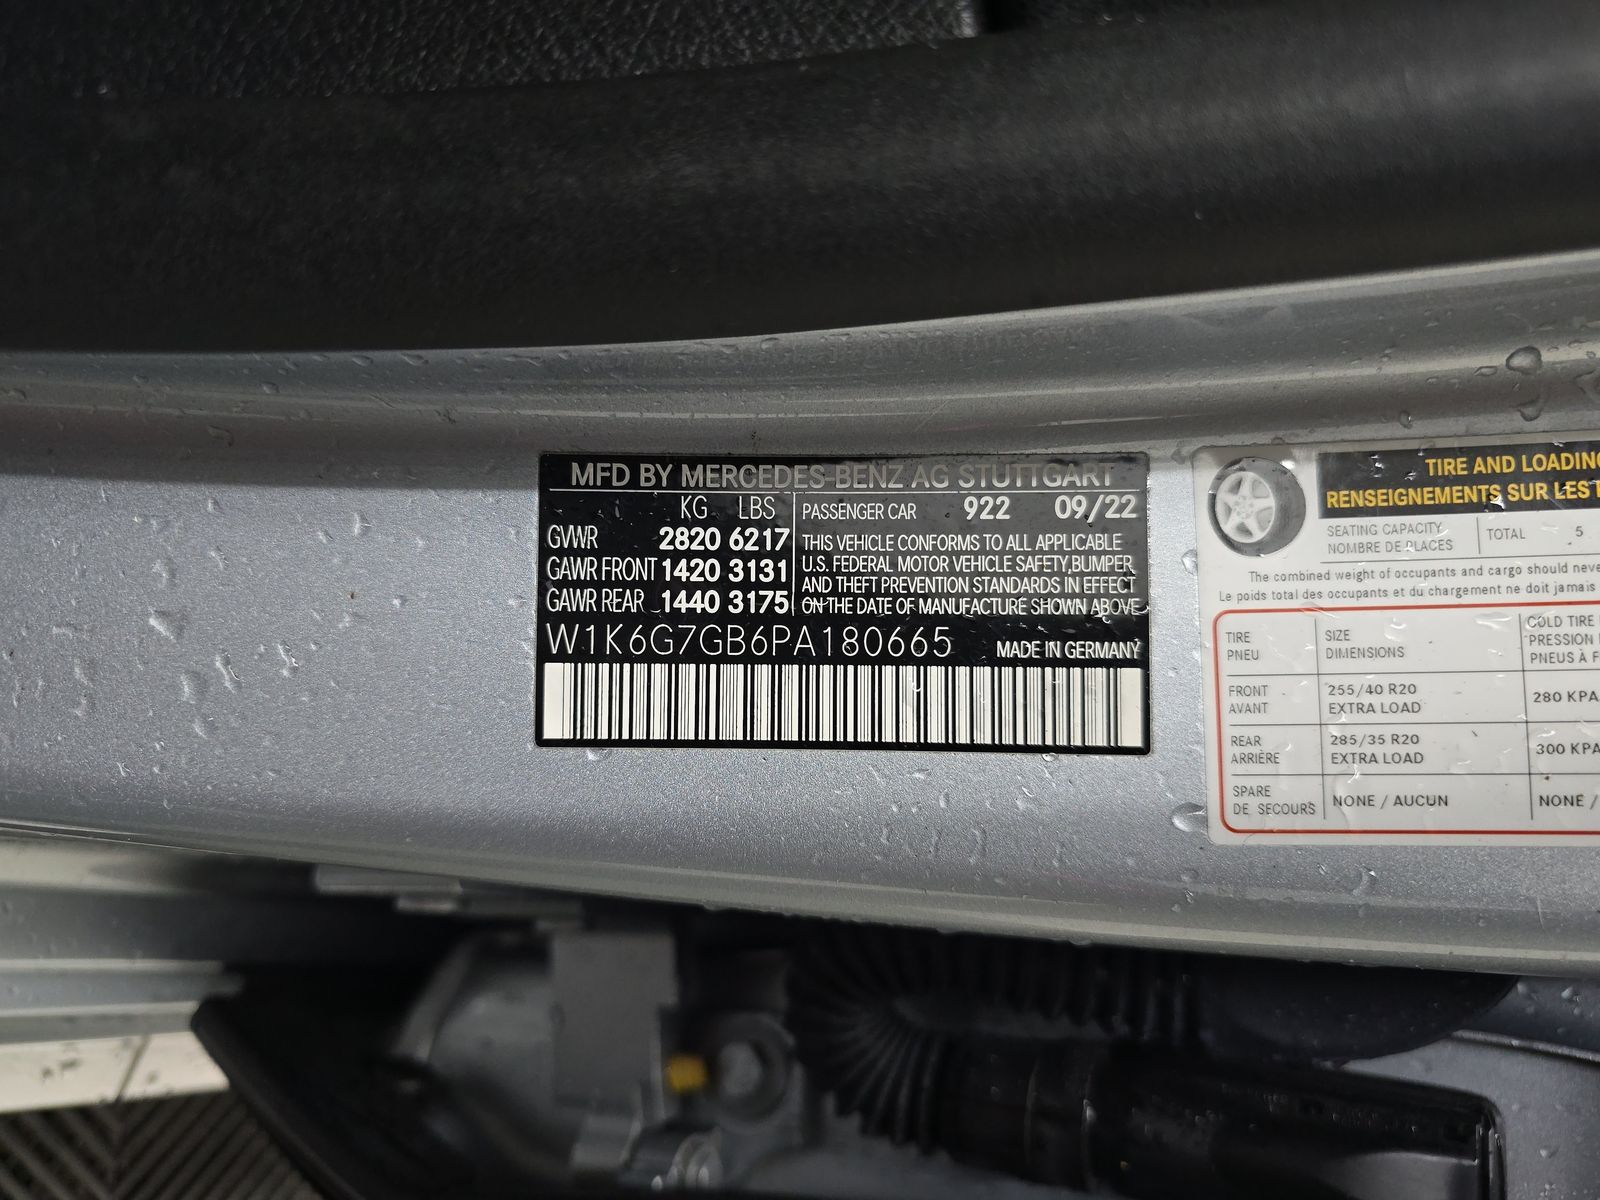 MFD BY MERCEDES-BENZ AG STUTTGART
KG LBS
GVWR 2820 6217
GAWR FRONT 1420 3131
GAWR REAR 1440 3175
PASSENGER CAR 922 09/22
THIS VEHICLE CONFORMS TO ALL APPLICABLE
U.S. FEDERAL MOTOR VEHICLE SAFETY,BUMPER
AND THEFT PREVENTION STANDARDS IN EFFECT
ON THE DATE OF MANUFACTURE SHOWN ABOVE
W1K6G7GB6PA180665 MADE IN GERMANY
TIRE AND LOADING
RENSEIGNEMENTS SUR LES
SEATING CAPACITY
NOMBRE DE PLACES
TOTAL 5
The combined weight of occupants and cargo should never
Le poids total des occupants et du chargement ne doit jamais
TIRE
PNEU
SIZE
DIMENSIONS
COLD TIRE
PRESSION
PNEUS À
FRONT
AVANT
255/40 R20
EXTRA LOAD
280 KPA
REAR
ARRIÈRE
285/35 R20
EXTRA LOAD
300 KPA
SPARE
DE SECOURS
NONE / AUCUN
NONE /